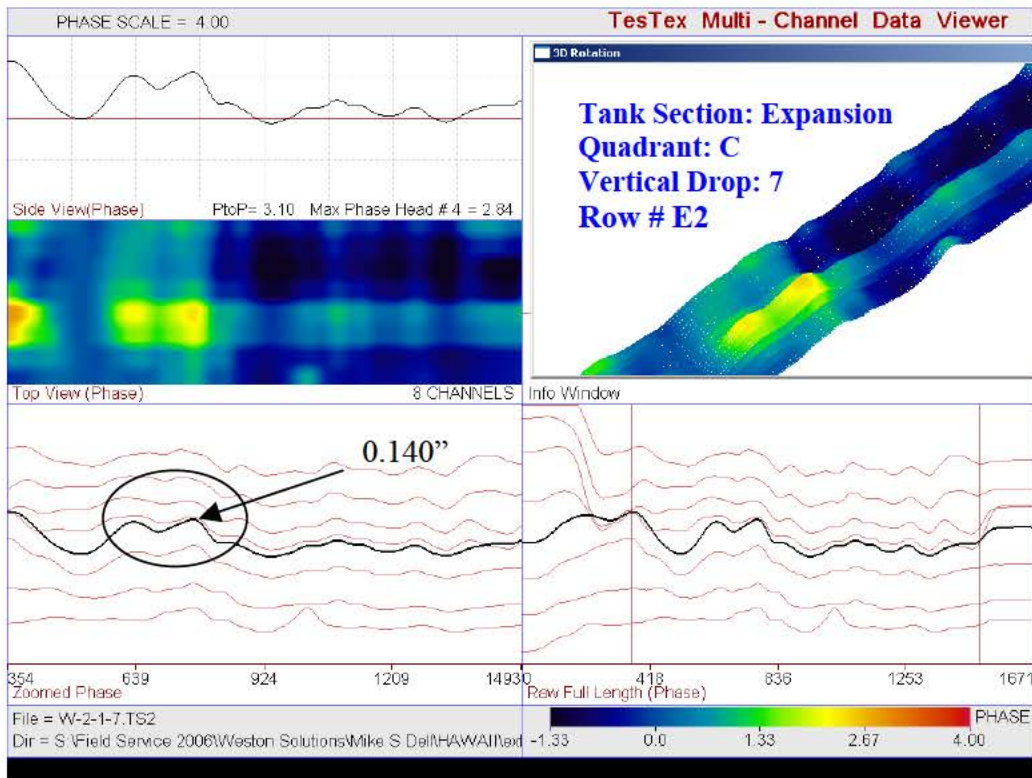 PHASE SCALE = 4.00
TesTex Multi - Channel Data Viewer
3D Rotation
Tank Section: Expansion
Quadrant: C
Vertical Drop: 7
Row # E2
Side View(Phase)
PtoP= 3.10 Max Phase Head # 4 = 2.84
Top View (Phase)
8 CHANNELS
Info Window
0.140”
354 639 924 1209 1493
Zoomed Phase
0 418 836 1253 1671
Raw Full Length (Phase)
File = W-2-1-7.TS2
Dir = S:\Field Service 2006\Weston Solutions\Mike S Dell\HAWAII\ext
PHASE
-1.33 0.0 1.33 2.67 4.00